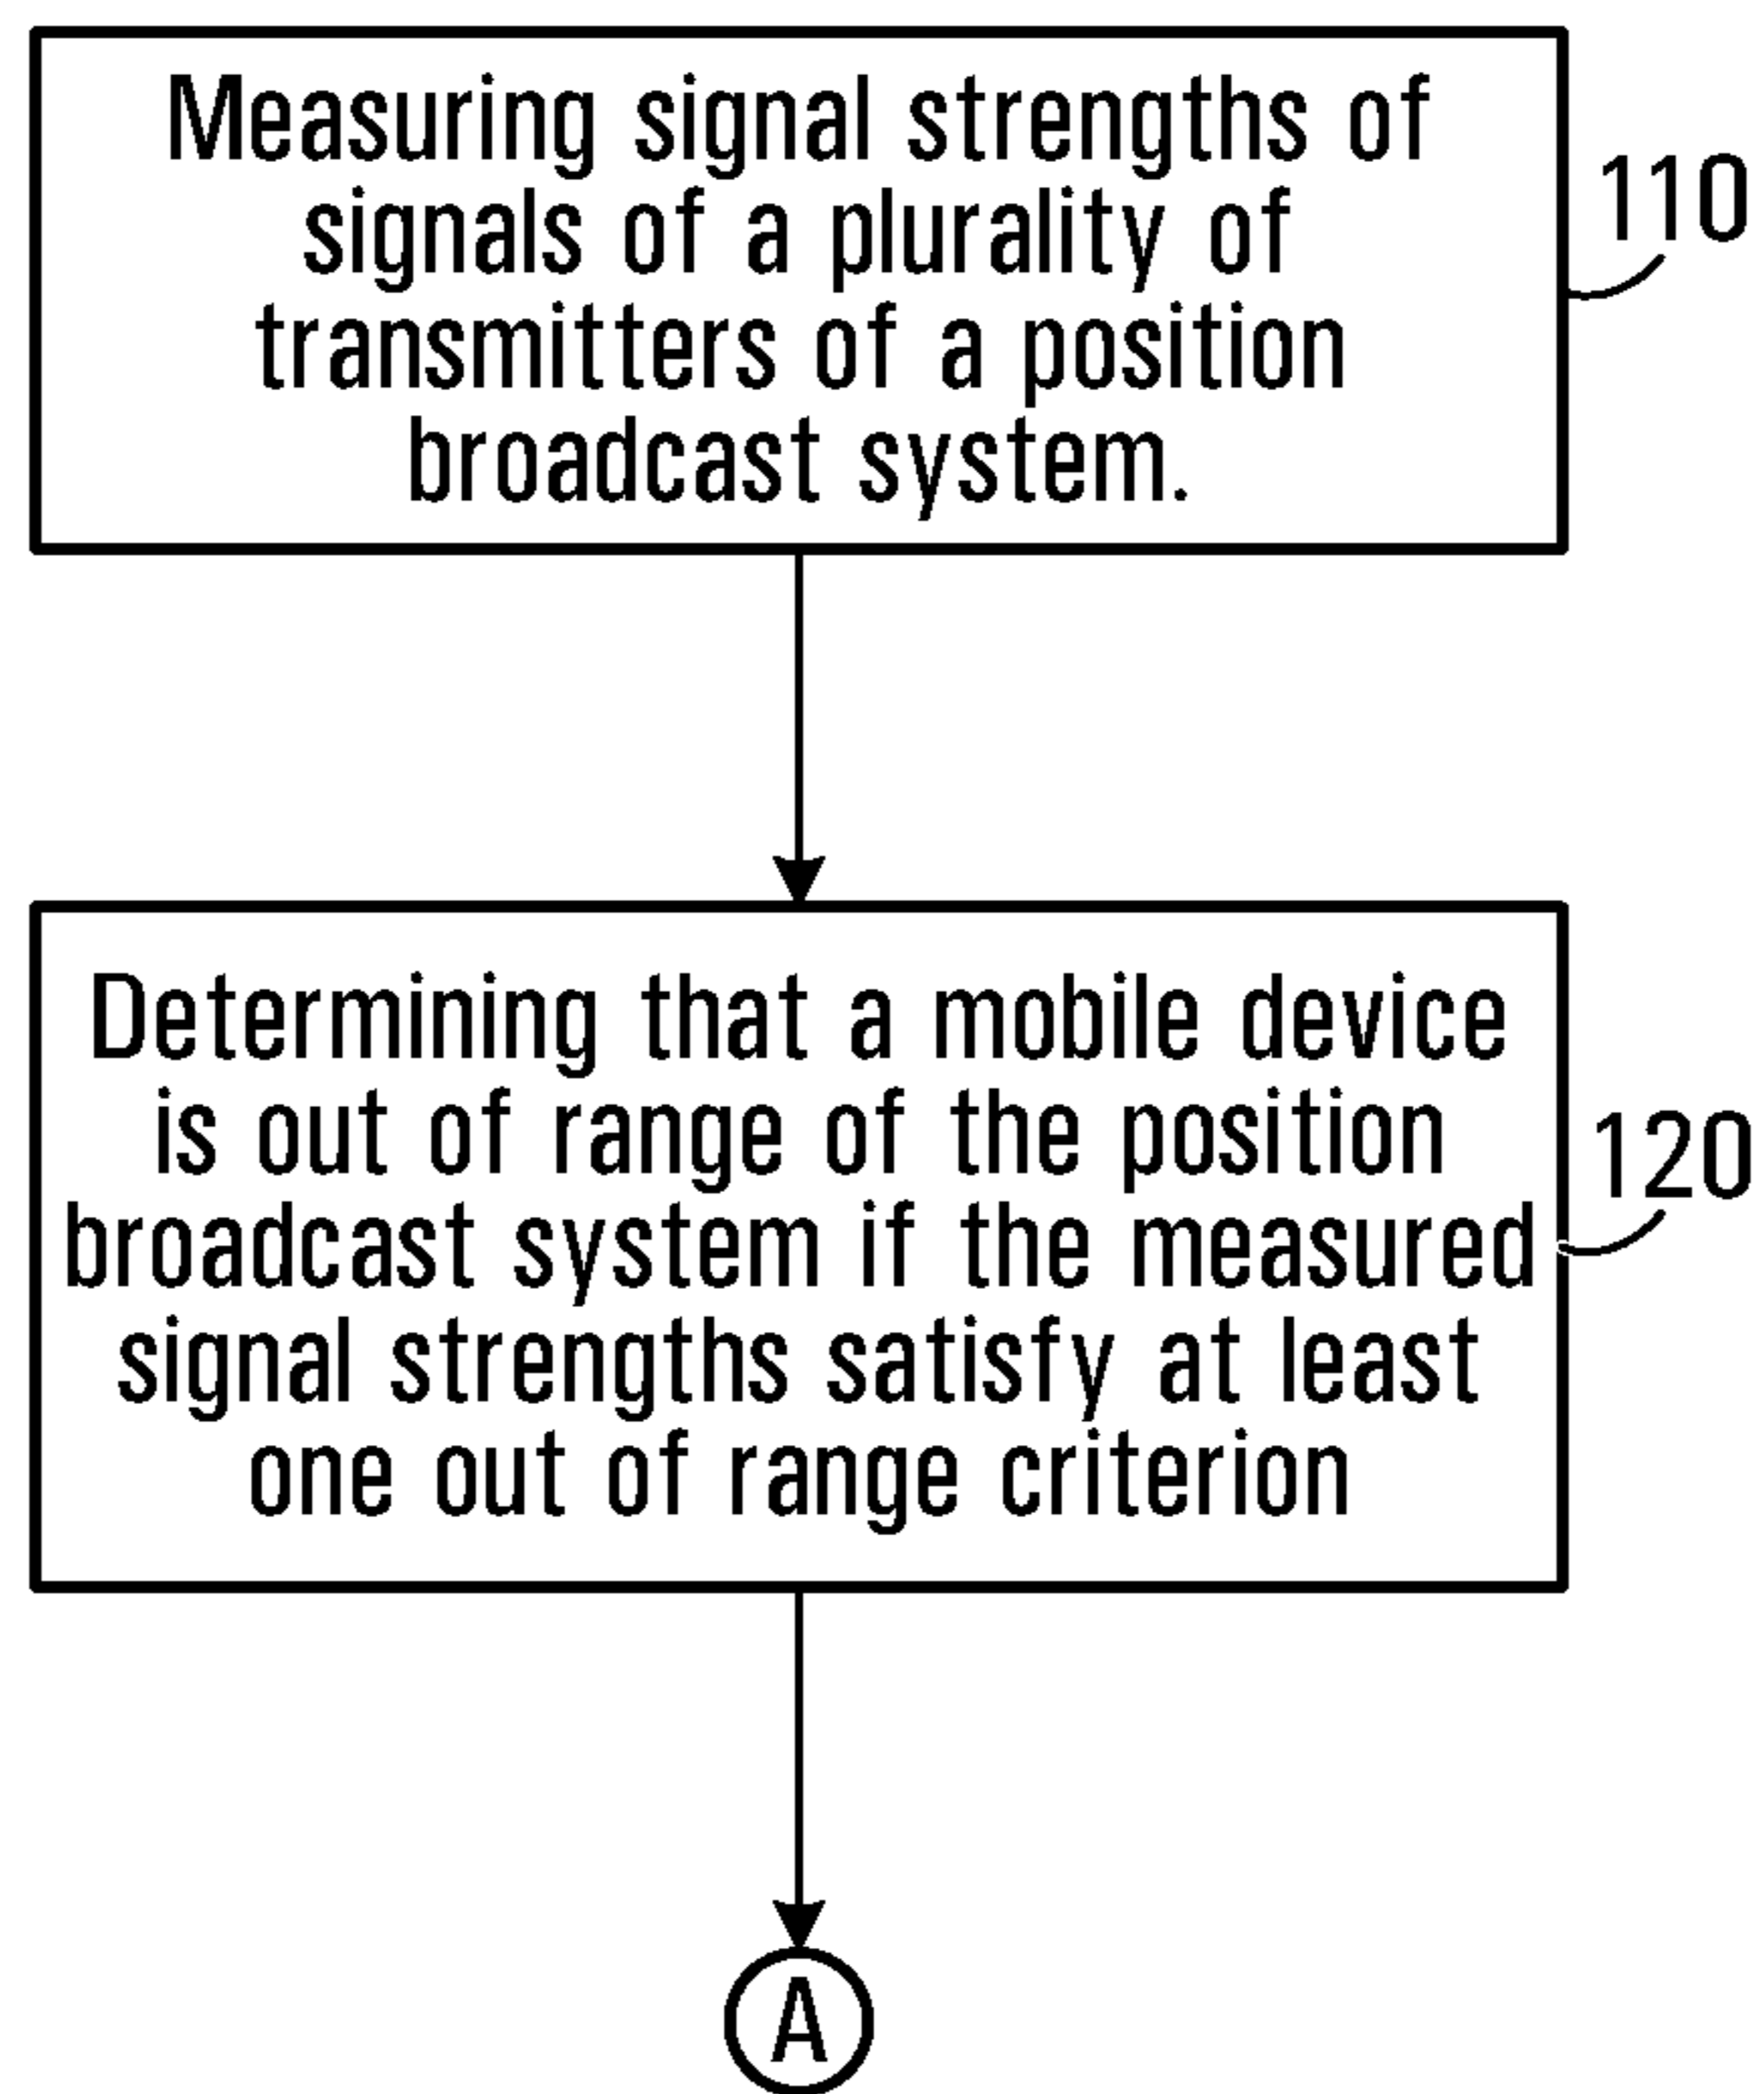 Measuring signal strengths of
signals of a plurality of
transmitters of a position
broadcast system.
110
Determining that a mobile device
is out of range of the position
broadcast system if the measured
signal strengths satisfy at least
one out of range criterion
120
A